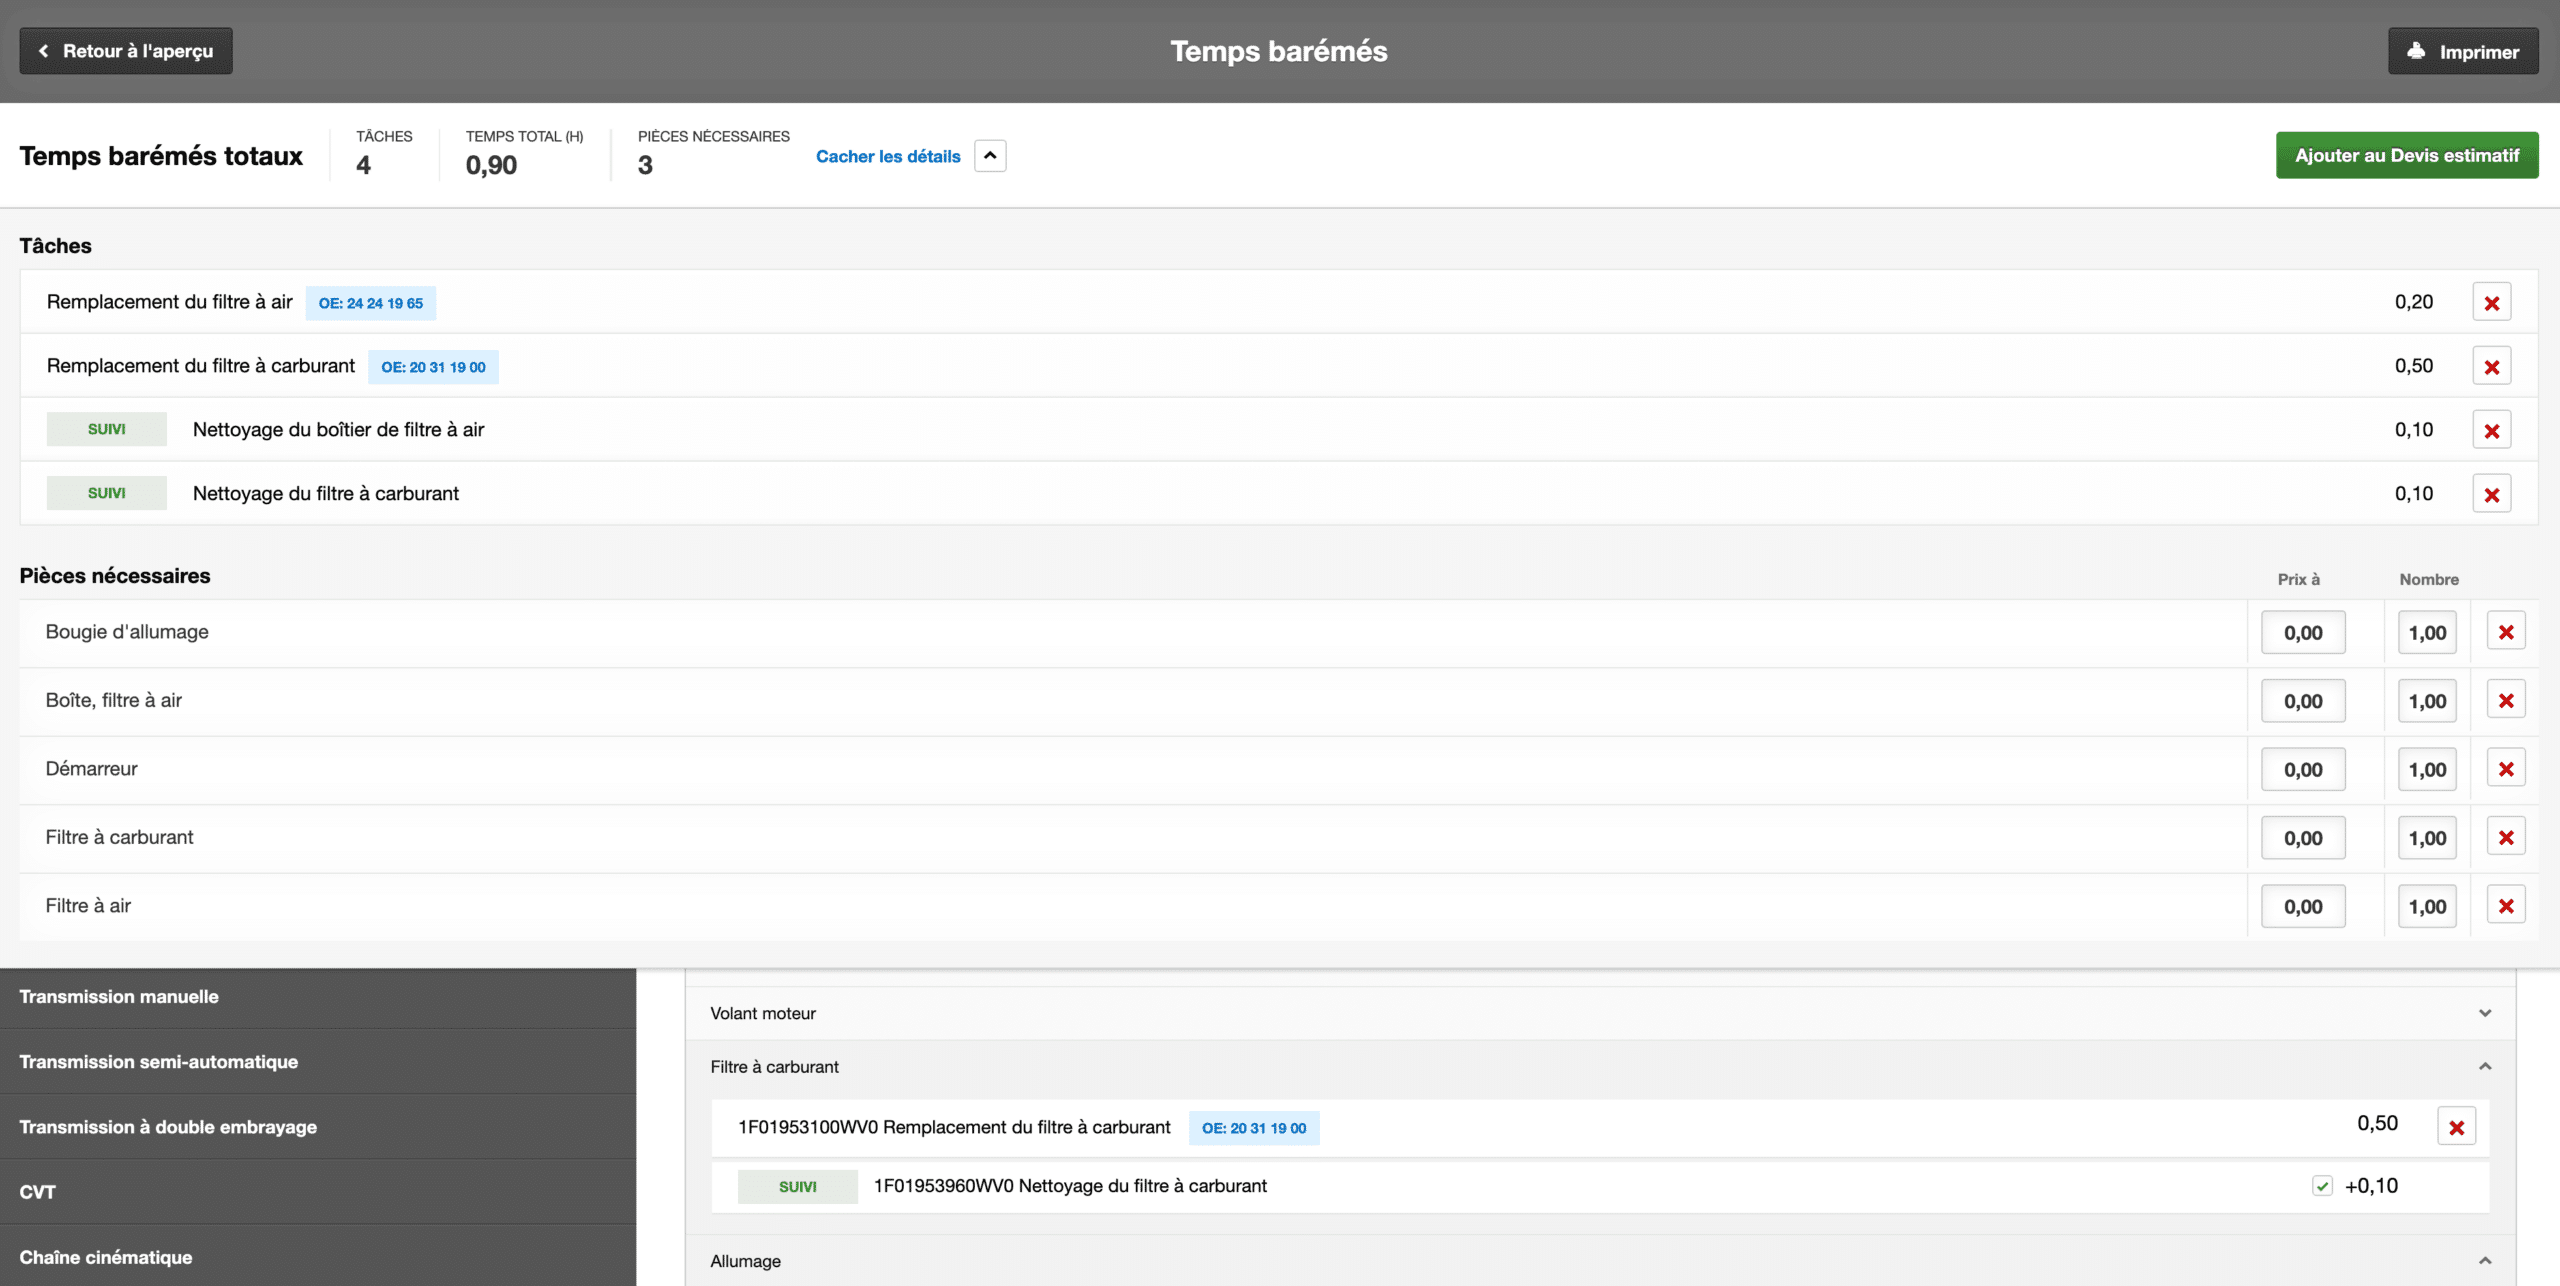 Retour à l'aperçu
Temps barémés
Imprimer
Temps barémés totaux
TÂCHES
4
TEMPS TOTAL (H)
0,90
PIÈCES NÉCESSAIRES
3
Cacher les détails
Ajouter au Devis estimatif
Tâches
Remplacement du filtre à air OE: 24 24 19 65 0,20
Remplacement du filtre à carburant OE: 20 31 19 00 0,50
SUIVI Nettoyage du boîtier de filtre à air 0,10
SUIVI Nettoyage du filtre à carburant 0,10
Pièces nécessaires Prix à Nombre
Bougie d'allumage 0,00 1,00
Boîte, filtre à air 0,00 1,00
Démarreur 0,00 1,00
Filtre à carburant 0,00 1,00
Filtre à air 0,00 1,00
Transmission manuelle
Transmission semi-automatique
Transmission à double embrayage
CVT
Chaîne cinématique
Volant moteur
Filtre à carburant
1F01953100WV0 Remplacement du filtre à carburant OE: 20 31 19 00 0,50
SUIVI 1F01953960WV0 Nettoyage du filtre à carburant +0,10
Allumage